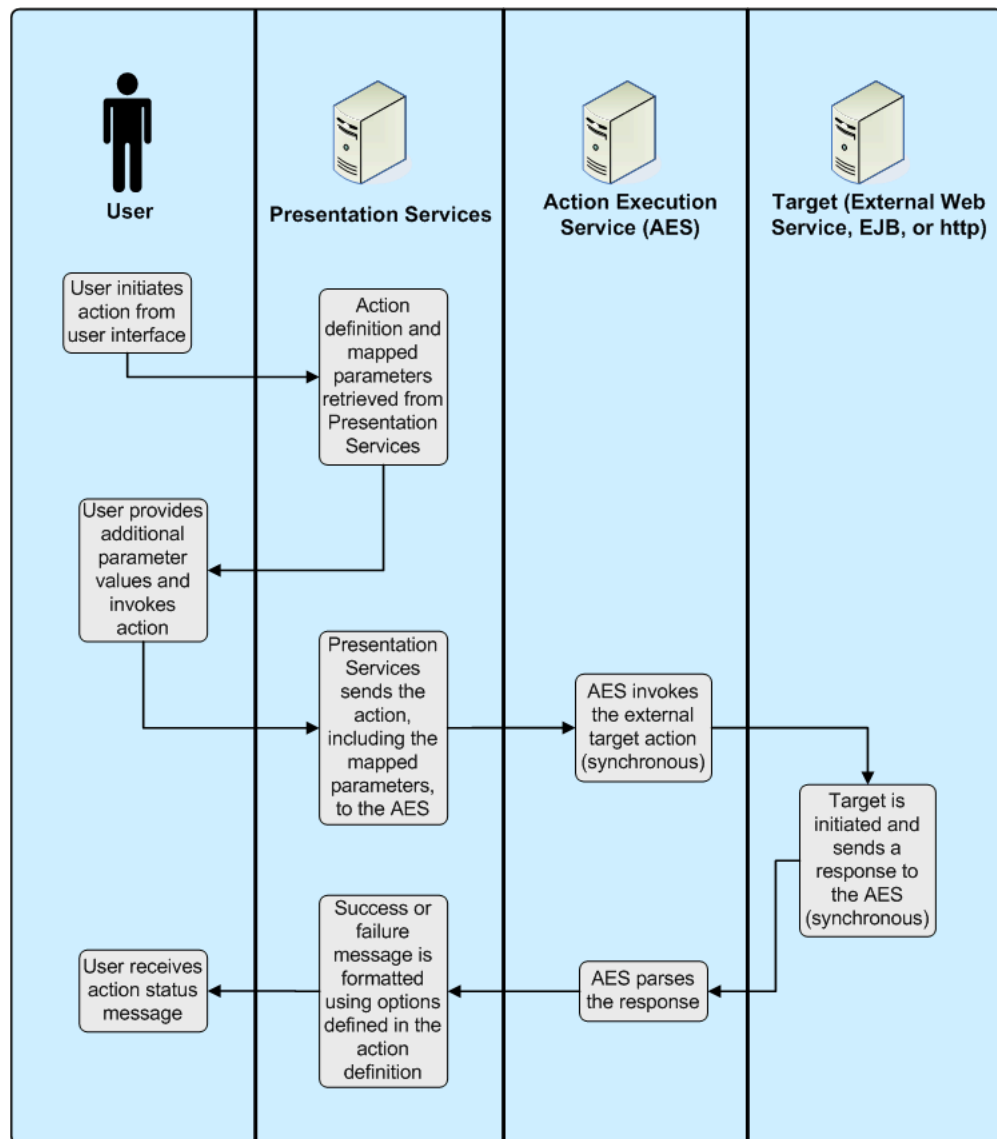 User
Presentation Services
Action Execution
Service (AES)
Target (External Web
Service, EJB, or http)
User initiates
action from
user interface
Action
definition and
mapped
parameters
retrieved from
Presentation
Services
User provides
additional
parameter
values and
invokes
action
Presentation
Services
sends the
action,
including the
mapped
parameters,
to the AES
AES invokes
the external
target action
(synchronous)
Target is
initiated and
sends a
response to
the AES
(synchronous)
AES parses
the response
Success or
failure
message is
formatted
using options
defined in the
action
definition
User receives
action status
message